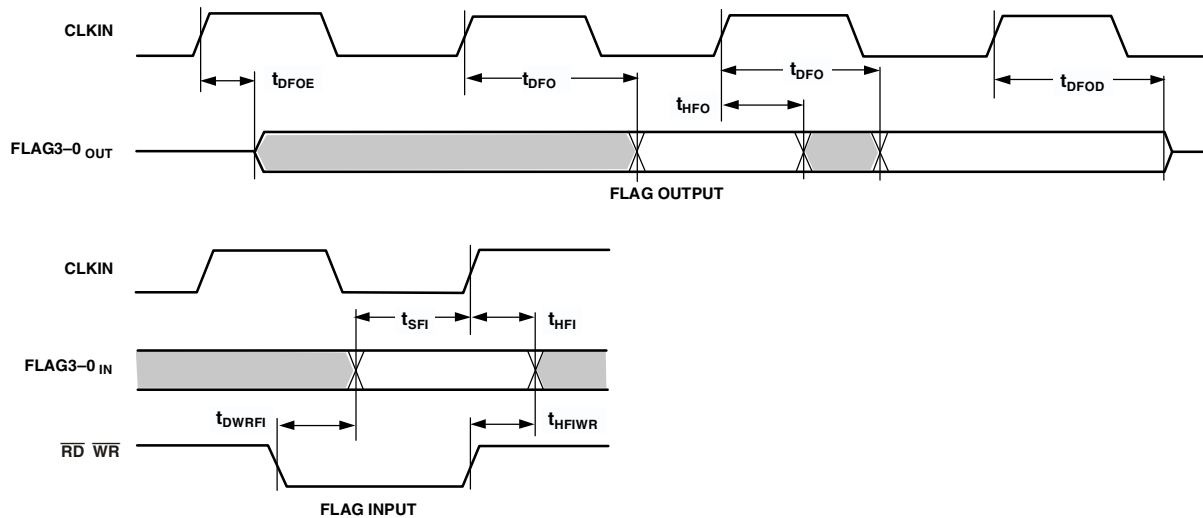 CLKIN
tDFOE
tDFO
tDFO
tHFO
tDFOD
FLAG3–0 OUT
FLAG OUTPUT
CLKIN
tSFI
tHFI
FLAG3–0 IN
tDWRFI
tHFIWR
RD WR
FLAG INPUT